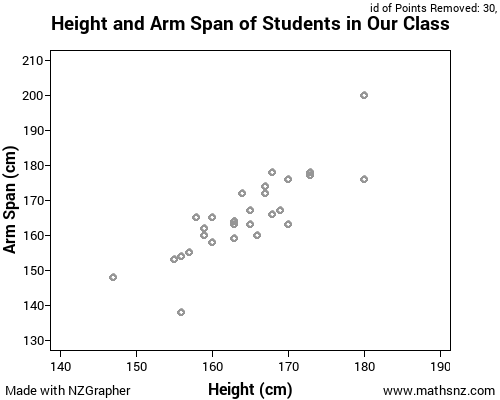 id of Points Removed: 30,
Height and Arm Span of Students in Our Class
210
200
190
180
170
160
150
140
130
Arm Span (cm)
140 150 160 170 180 190
Made with NZGrapher Height (cm) www.mathsnz.com